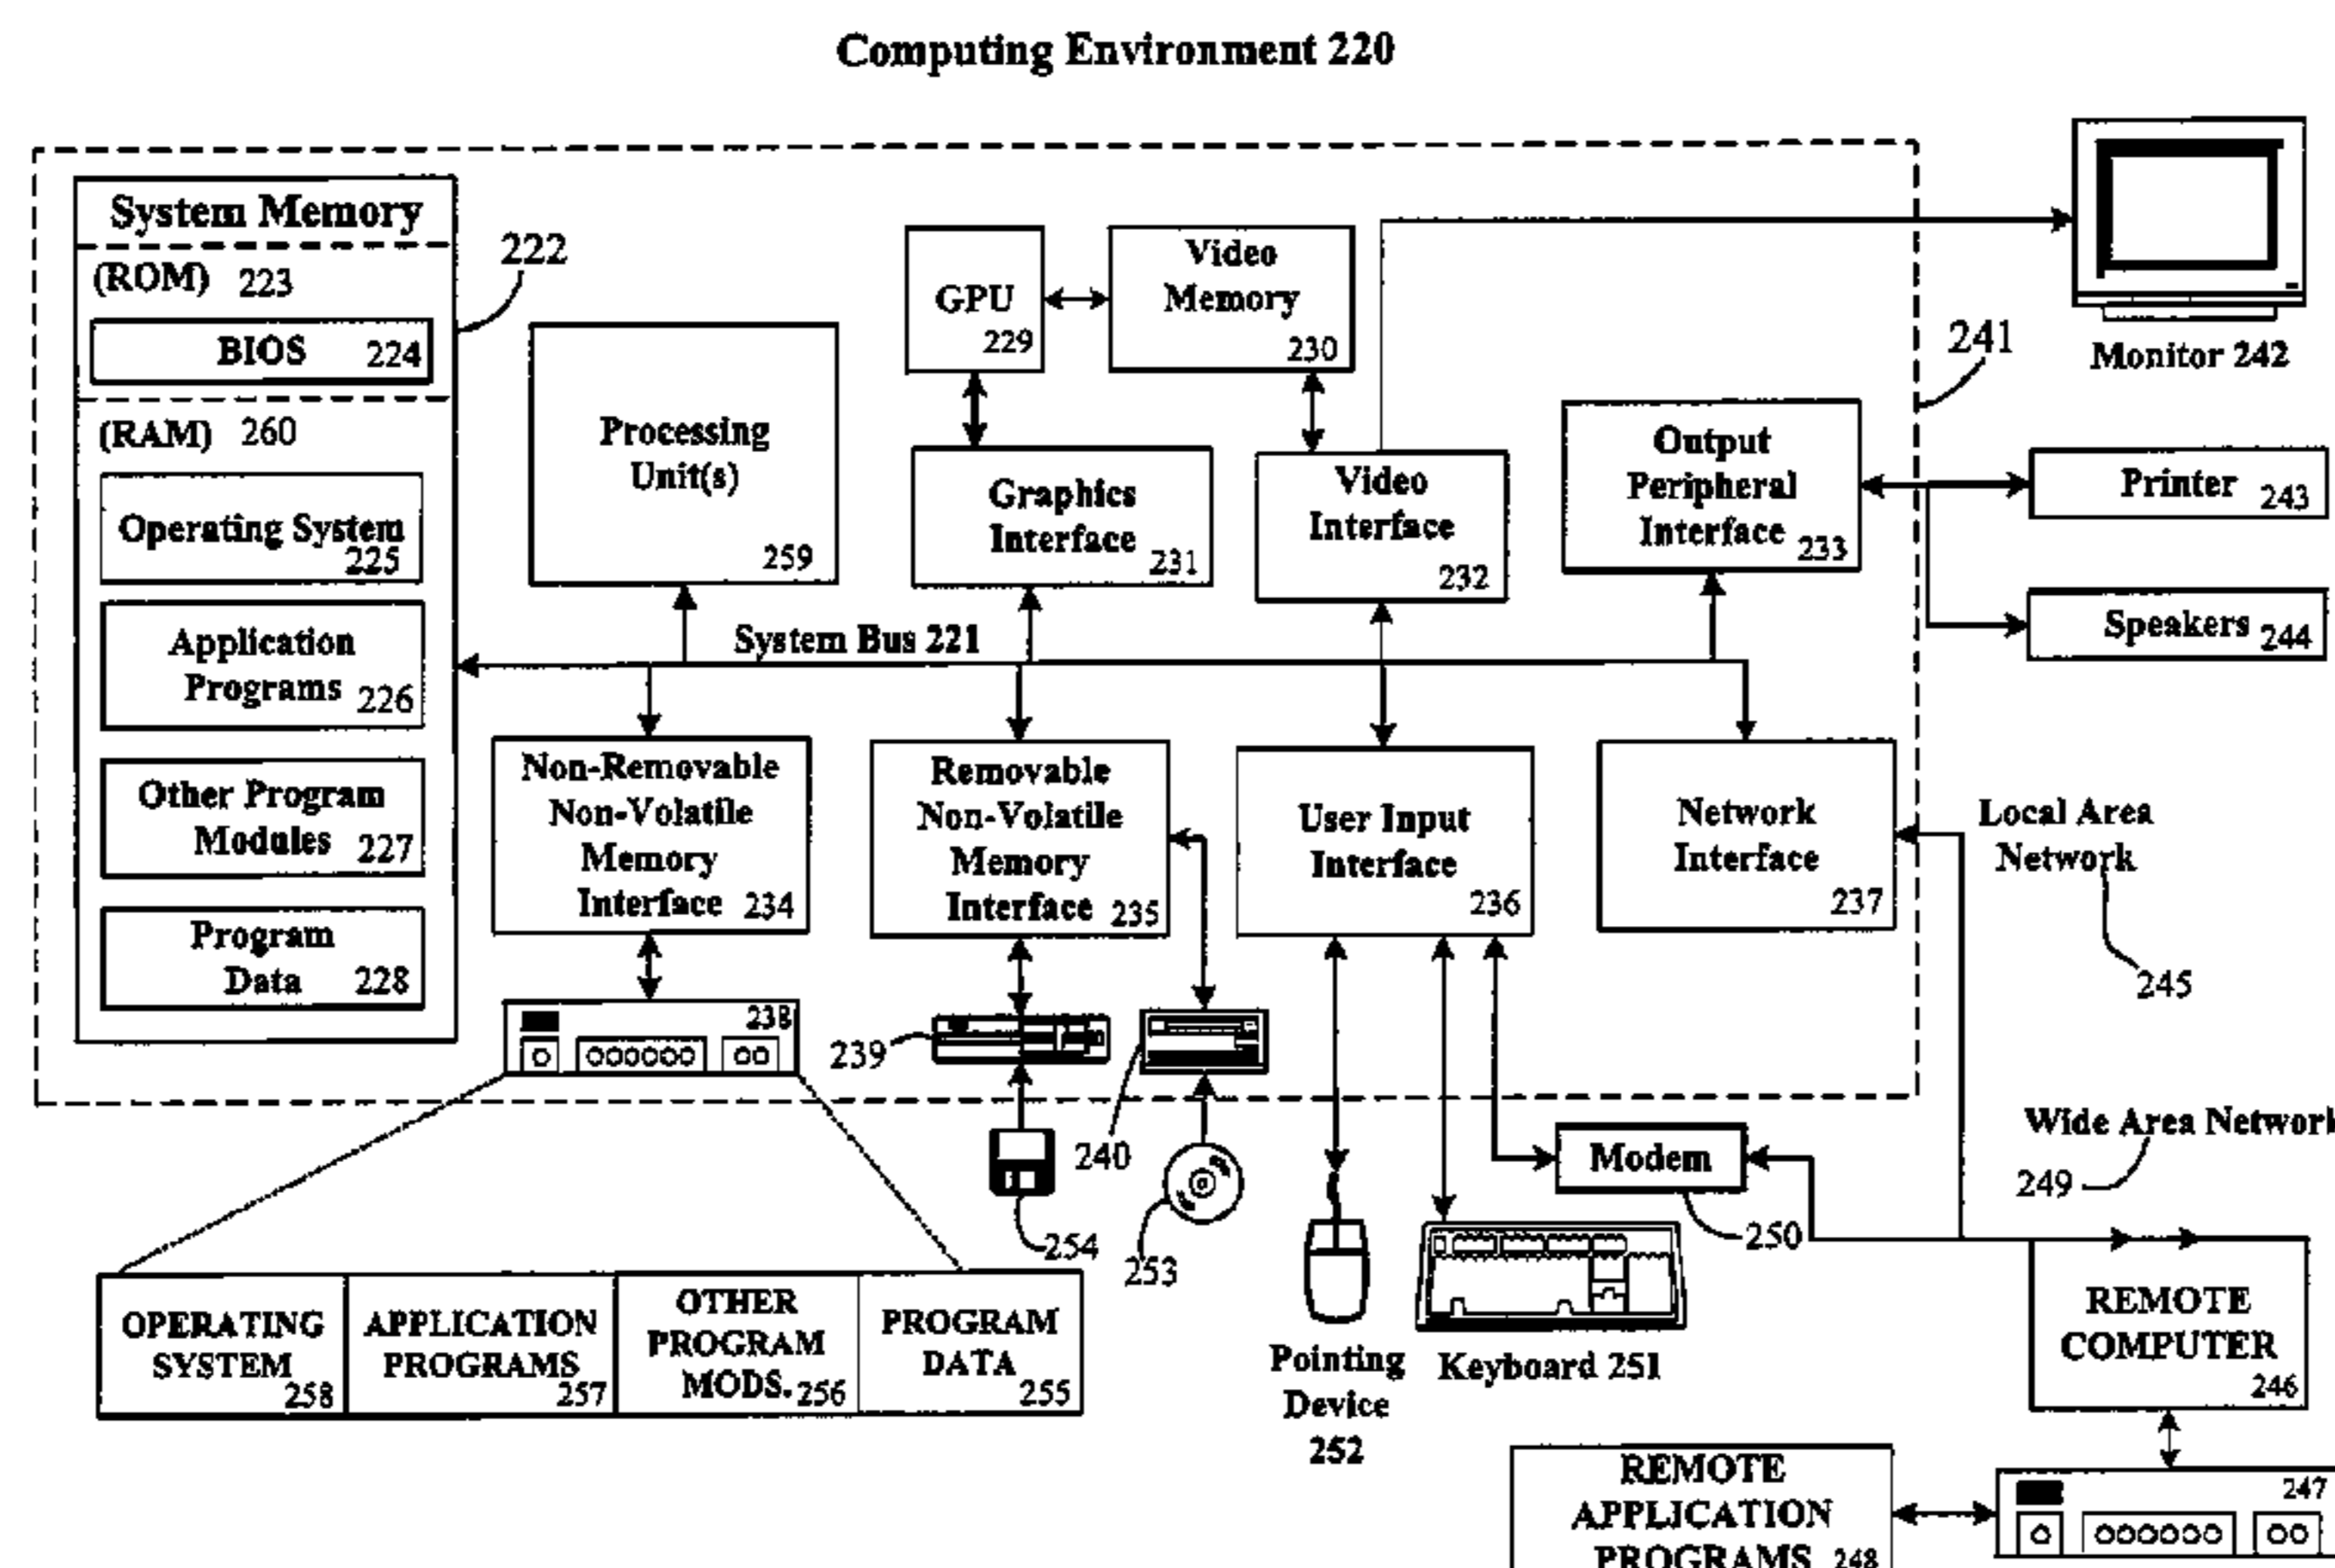 Computing Environment 220
System Memory
(ROM) 223
BIOS 224
222
(RAM) 260
Operating System
225
Application
Programs 226
Other Program
Modules 227
Program
Data 228
Processing
Unit(s)
259
GPU
229
Video
Memory
230
Graphics
Interface
231
Video
Interface
232
Output
Peripheral
Interface 233
241
Monitor 242
Printer 243
Speakers 244
System Bus 221
Non-Removable
Non-Volatile
Memory
Interface 234
Removable
Non-Volatile
Memory
Interface 235
User Input
Interface
236
Network
Interface
237
Local Area
Network
245
238
239
240
254
253
Modem
250
Wide Area Network
249
OPERATING
SYSTEM
258
APPLICATION
PROGRAMS
257
OTHER
PROGRAM
MODS. 256
PROGRAM
DATA
255
Pointing
Device
252
Keyboard 251
REMOTE
COMPUTER
246
REMOTE
APPLICATION
PROGRAMS 248
247